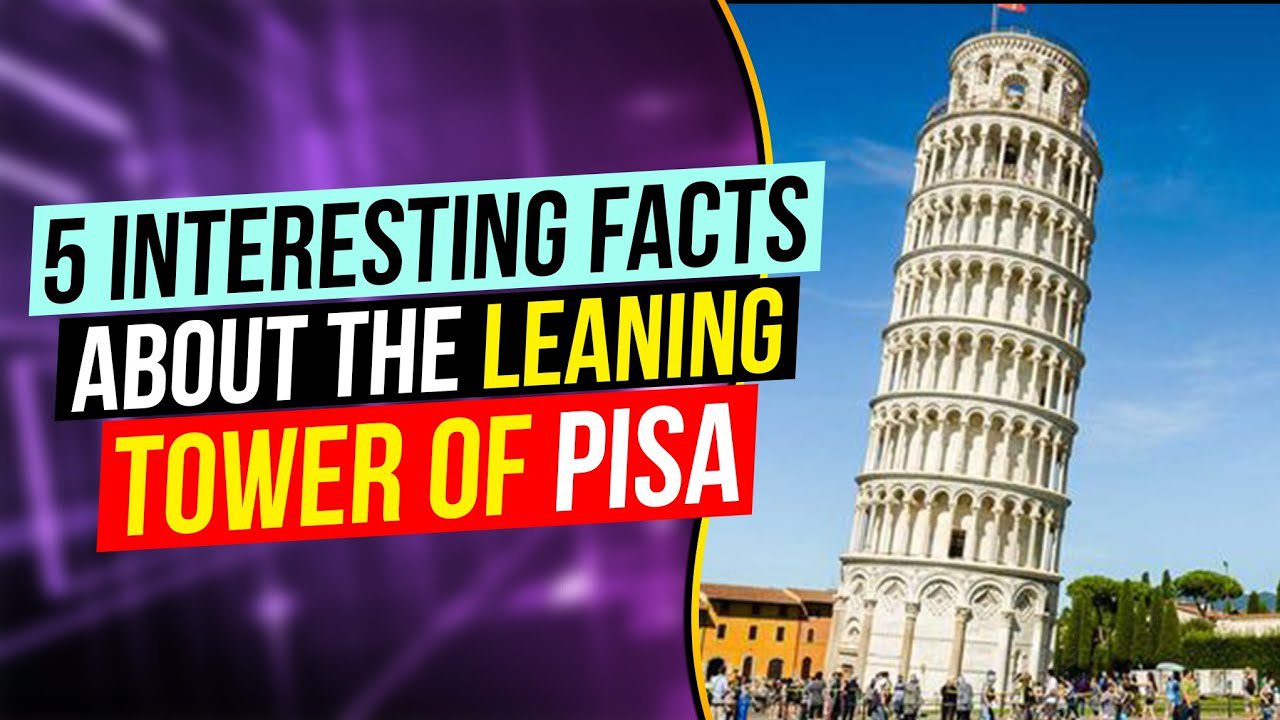 5 INTERESTING FACTS
ABOUT THE LEANING
TOWER OF PISA